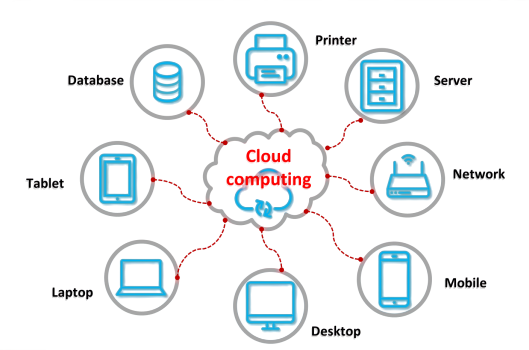 Printer
Database
Server
Cloud
computing
Network
Tablet
Mobile
Laptop
Desktop